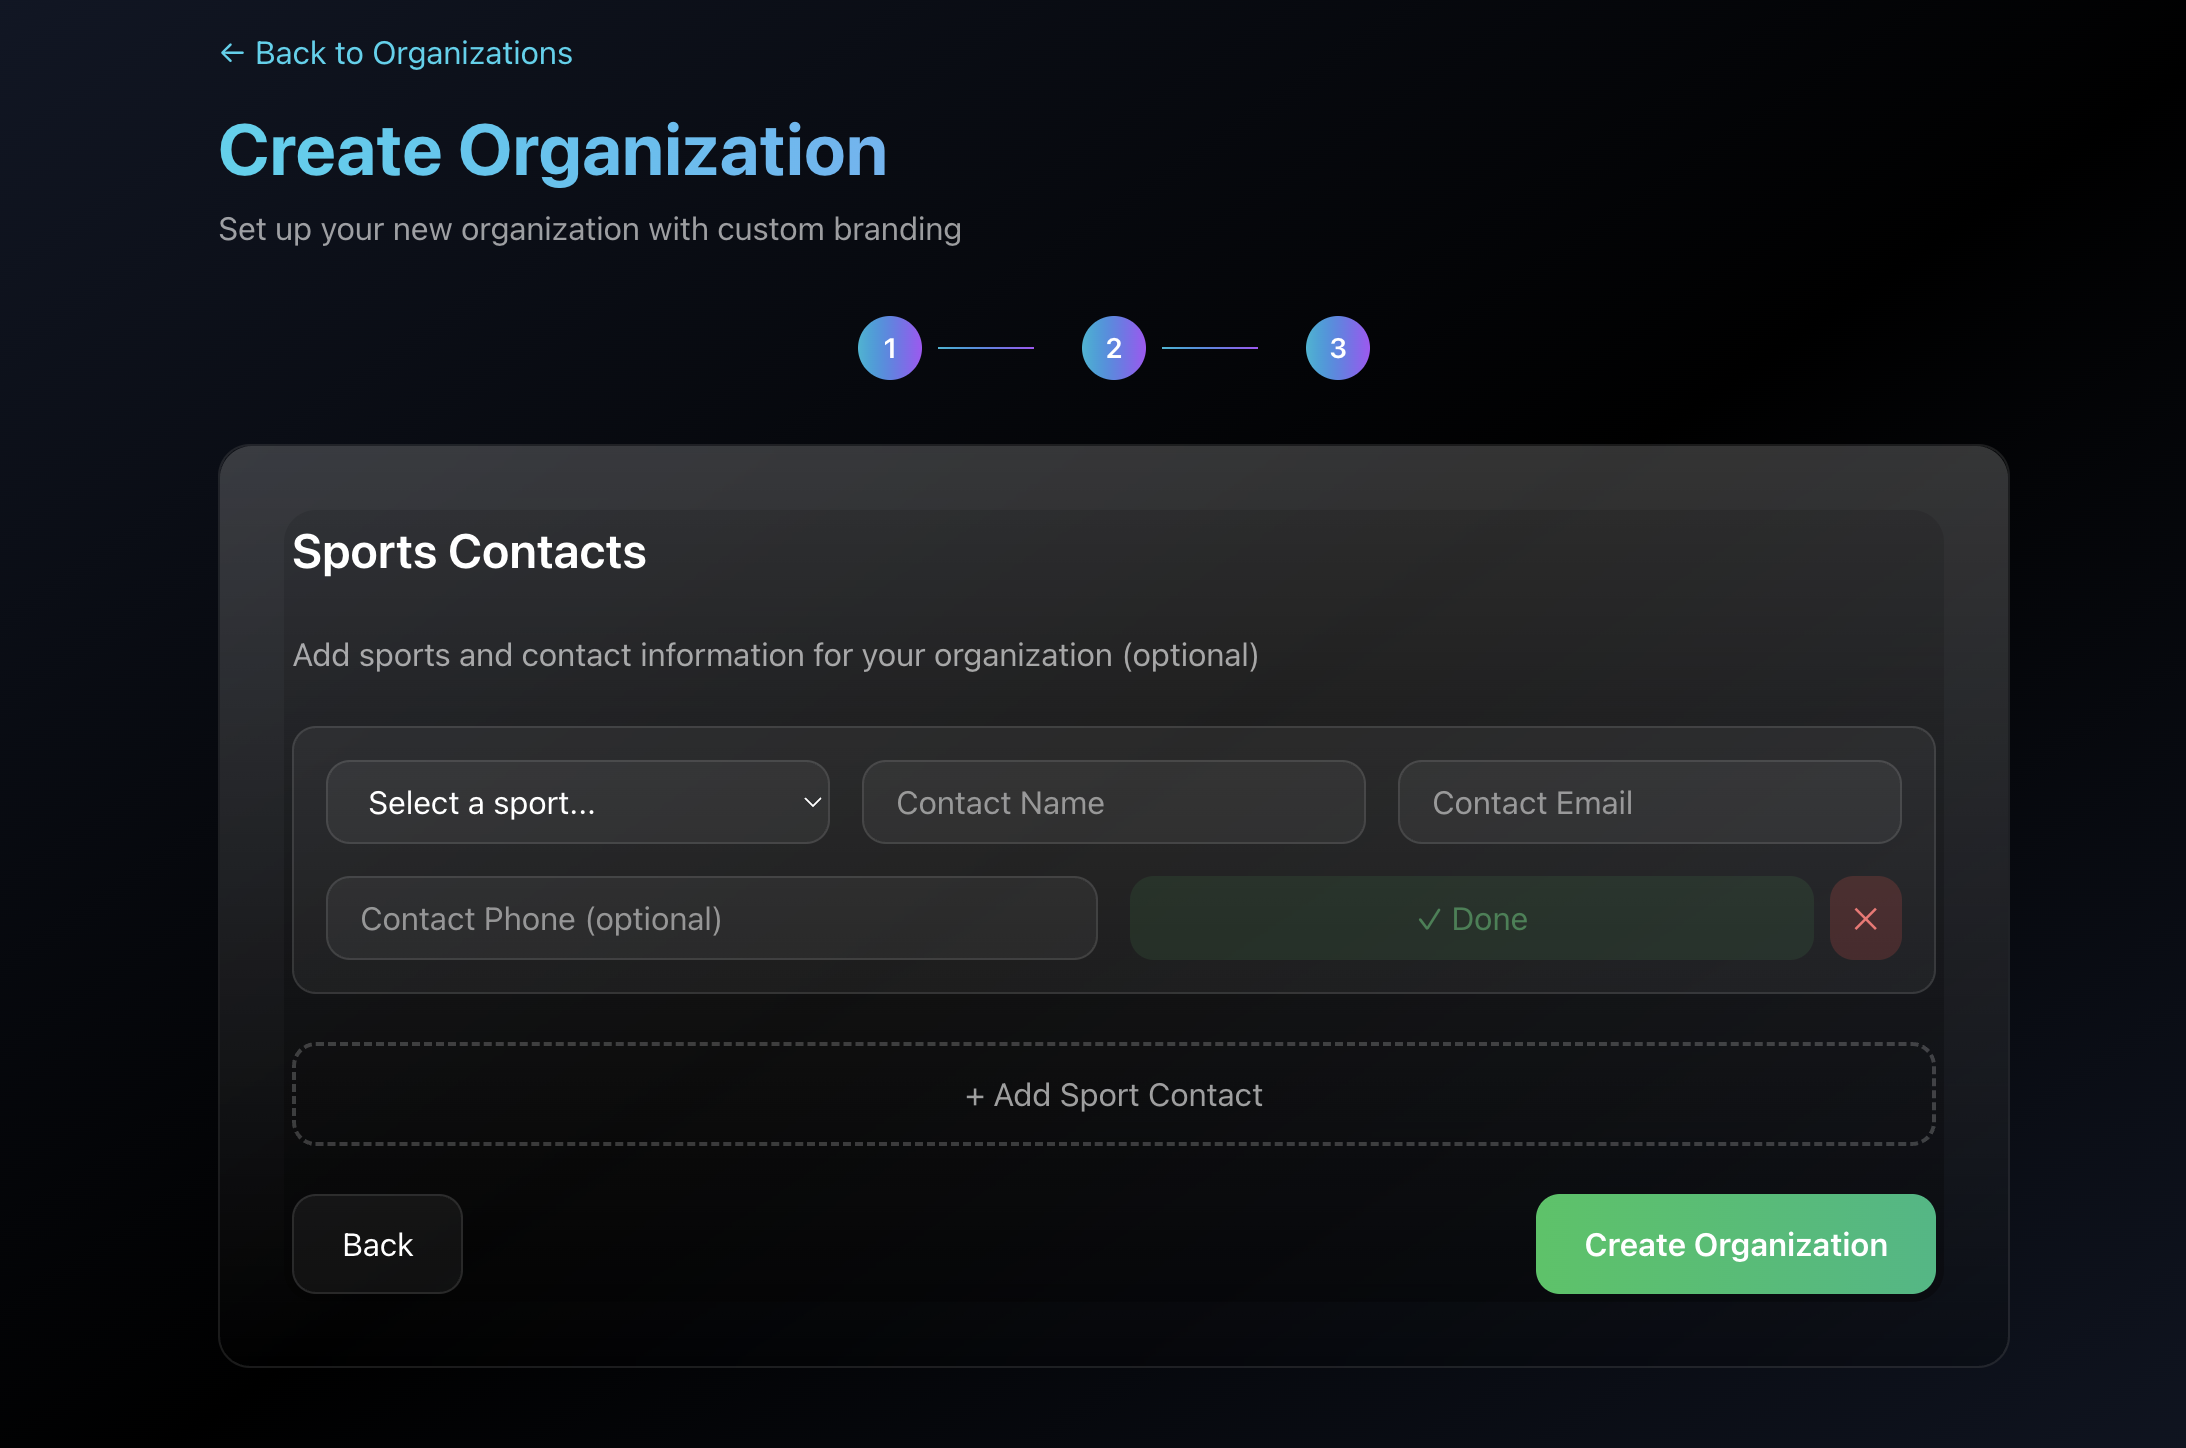 ← Back to Organizations
Create Organization
Set up your new organization with custom branding
1 2 3
Sports Contacts
Add sports and contact information for your organization (optional)
Select a sport... Contact Name Contact Email
Contact Phone (optional) ✓ Done ✕
+ Add Sport Contact
Back Create Organization